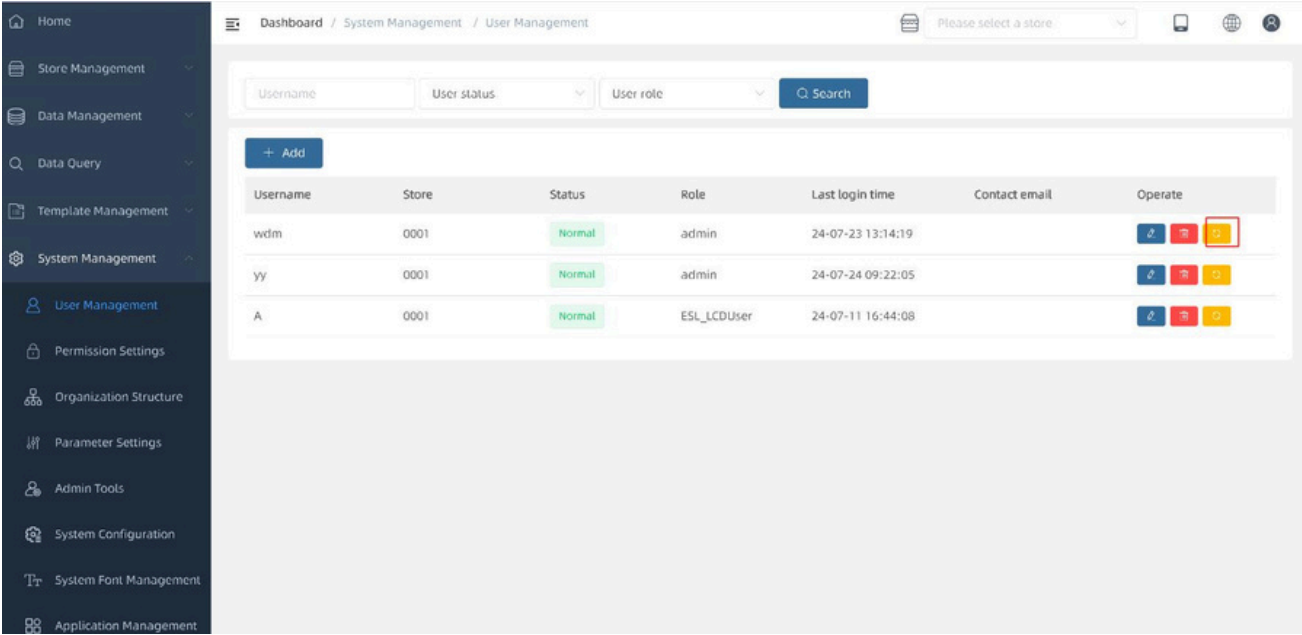 Home
Dashboard / System Management / User Management
Please select a store
Store Management
Data Management
Data Query
Template Management
System Management
User Management
Permission Settings
Organization Structure
Parameter Settings
Admin Tools
System Configuration
System Font Management
Application Management
Username User status User role Search
+ Add
Username Store Status Role Last login time Contact email Operate
wdm 0001 Normal admin 24-07-23 13:14:19
yy 0001 Normal admin 24-07-24 09:22:05
A 0001 Normal ESL_LCDUser 24-07-11 16:44:08